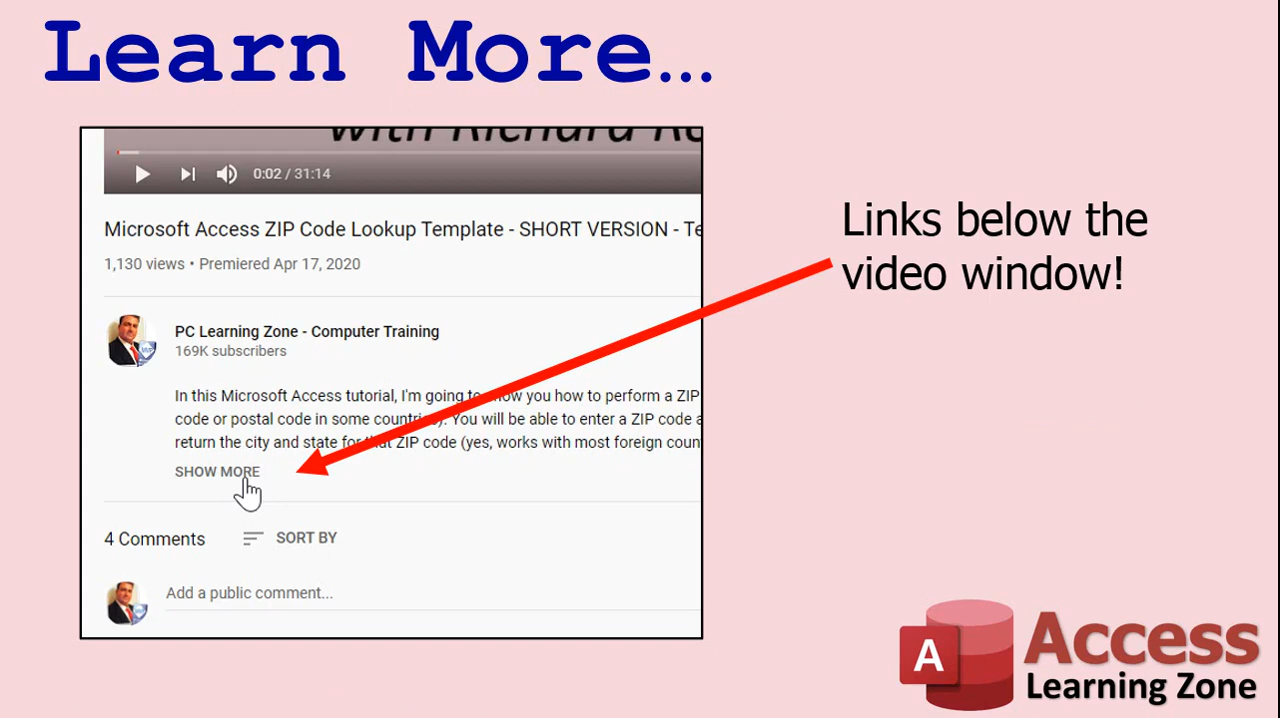 Learn More...
with Richard
0:02 / 31:14
Microsoft Access ZIP Code Lookup Template - SHORT VERSION - Te
1,130 views • Premiered Apr 17, 2020
PC Learning Zone - Computer Training
169K subscribers
In this Microsoft Access tutorial, I'm going to show you how to perform a ZIP
code or postal code in some countries). You will be able to enter a ZIP code a
return the city and state for that ZIP code (yes, works with most foreign coun
SHOW MORE
4 Comments SORT BY
Add a public comment...
Links below the
video window!
A
Access
Learning Zone